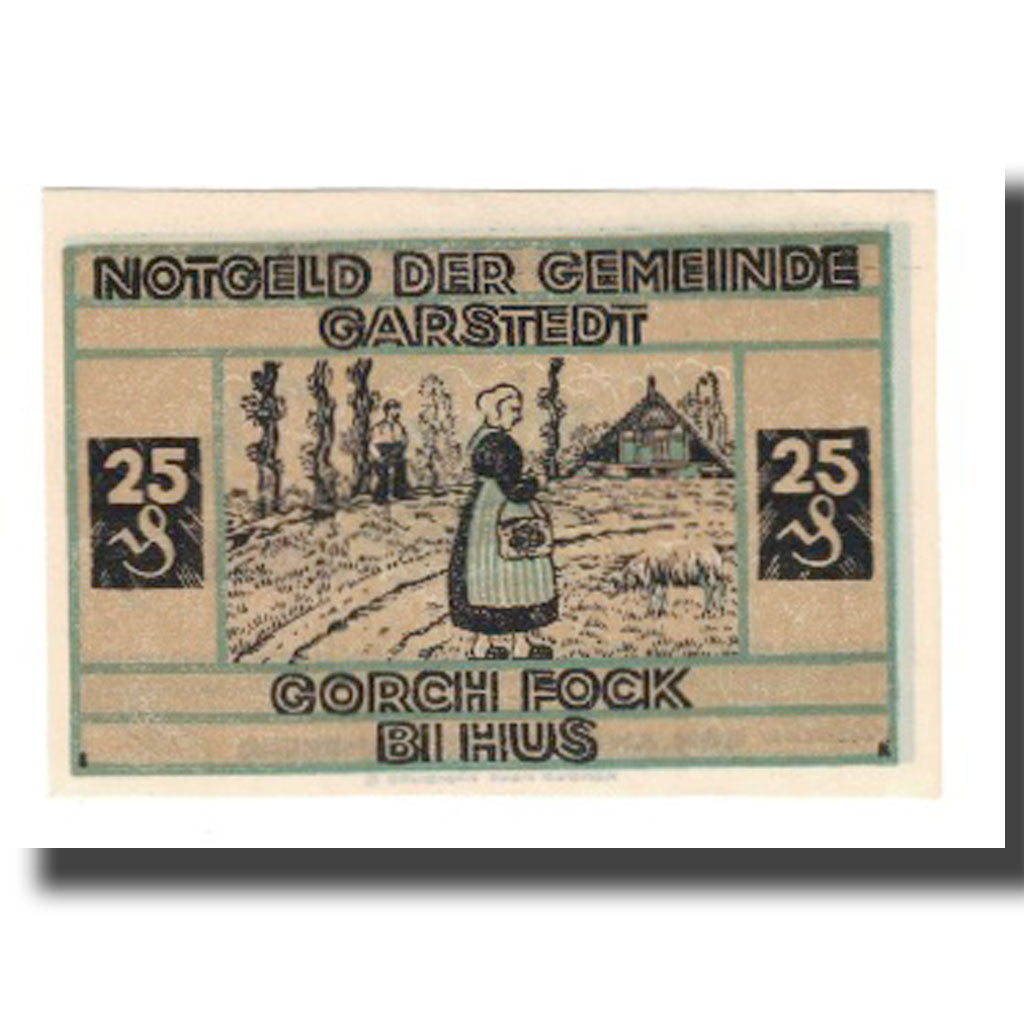 NOTGELD DER GEMEINDE
GARSTEDT
25 ₰
25 ₰
GORCH FOCK
BI HUS